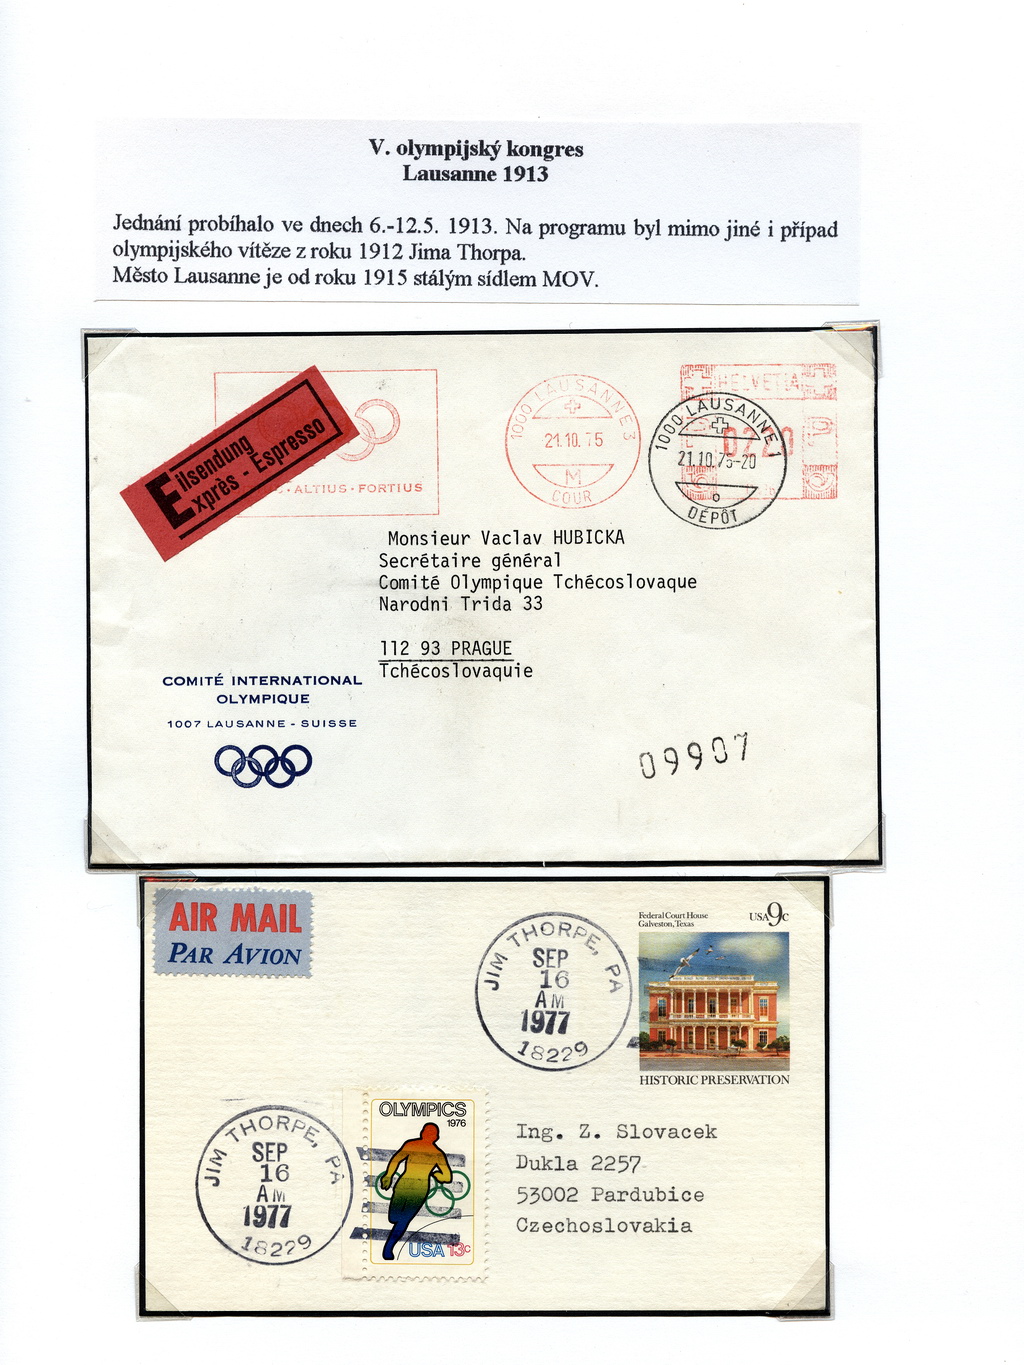 V. olympijský kongres
Lausanne 1913
Jednání probíhalo ve dnech 6.-12.5. 1913. Na programu byl mimo jiné i případ
olympijského vítěze z roku 1912 Jima Thorpa.
Město Lausanne je od roku 1915 stálým sídlem MOV.
Eilsendung
Exprès - Espresso
· ALTIUS · FORTIUS
1000 LAUSANNE 3
21.10.75
M
COUR
HELVETIA
0220
1000 LAUSANNE 1
21.10.75-20
DÉPÔT
Monsieur Vaclav HUBICKA
Secrétaire général
Comité Olympique Tchécoslovaque
Narodni Trida 33
112 93 PRAGUE
Tchécoslovaquie
COMITÉ INTERNATIONAL
OLYMPIQUE
1007 LAUSANNE - SUISSE
09907
AIR MAIL
PAR AVION
JIM THORPE, PA
SEP
16
AM
1977
18229
Federal Court House
Galveston, Texas
USA 9c
HISTORIC PRESERVATION
JIM THORPE, PA
SEP
16
AM
1977
18229
OLYMPICS
1976
USA 13c
Ing. Z. Slovacek
Dukla 2257
53002 Pardubice
Czechoslovakia